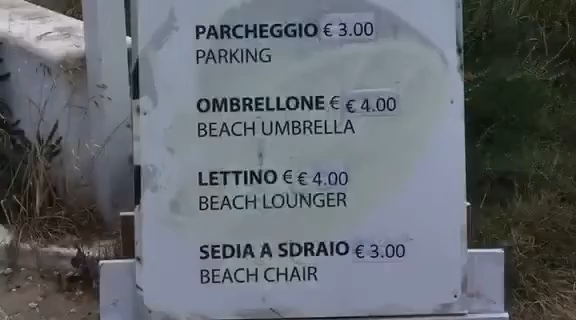 PARCHEGGIO € 3.00
PARKING
OMBRELLONE € € 4.00
BEACH UMBRELLA
LETTINO € € 4.00
BEACH LOUNGER
SEDIA A SDRAIO € 3.00
BEACH CHAIR